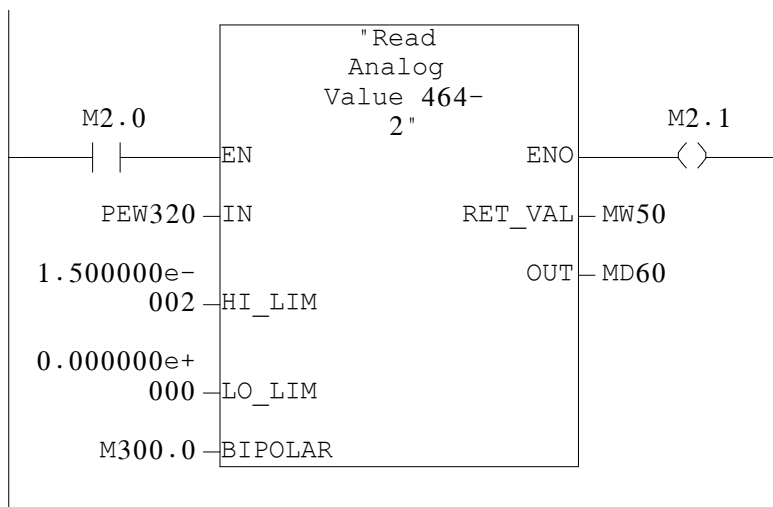 "Read
Analog
Value 464-
2"
M2.0
M2.1
EN
ENO
PEW320
IN
RET_VAL
MW50
1.500000e-
002
HI_LIM
OUT
MD60
0.000000e+
000
LO_LIM
M300.0
BIPOLAR